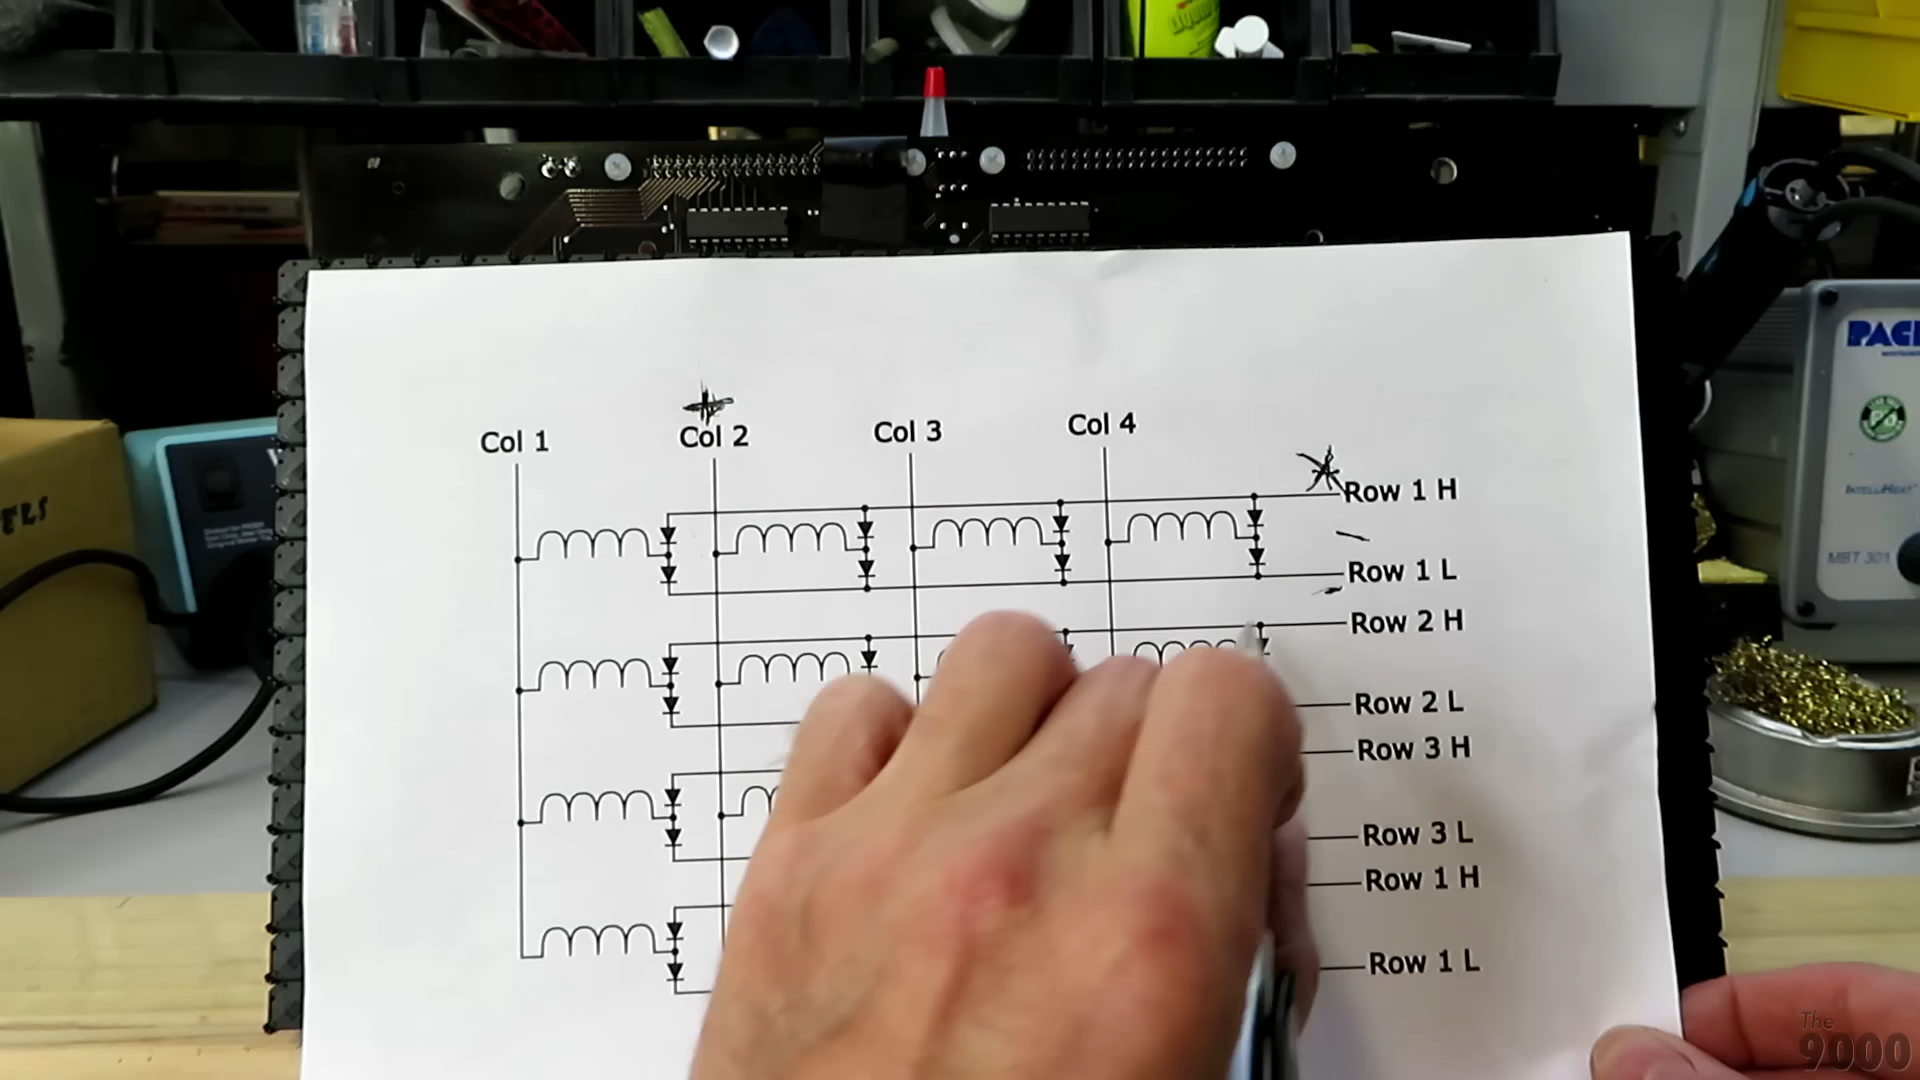 Col 1
Col 2
Col 3
Col 4
Row 1 H
Row 1 L
Row 2 H
Row 2 L
Row 3 H
Row 3 L
Row 1 H
Row 1 L
PACE
INTELLIHEAT
MBT 301
The
9000